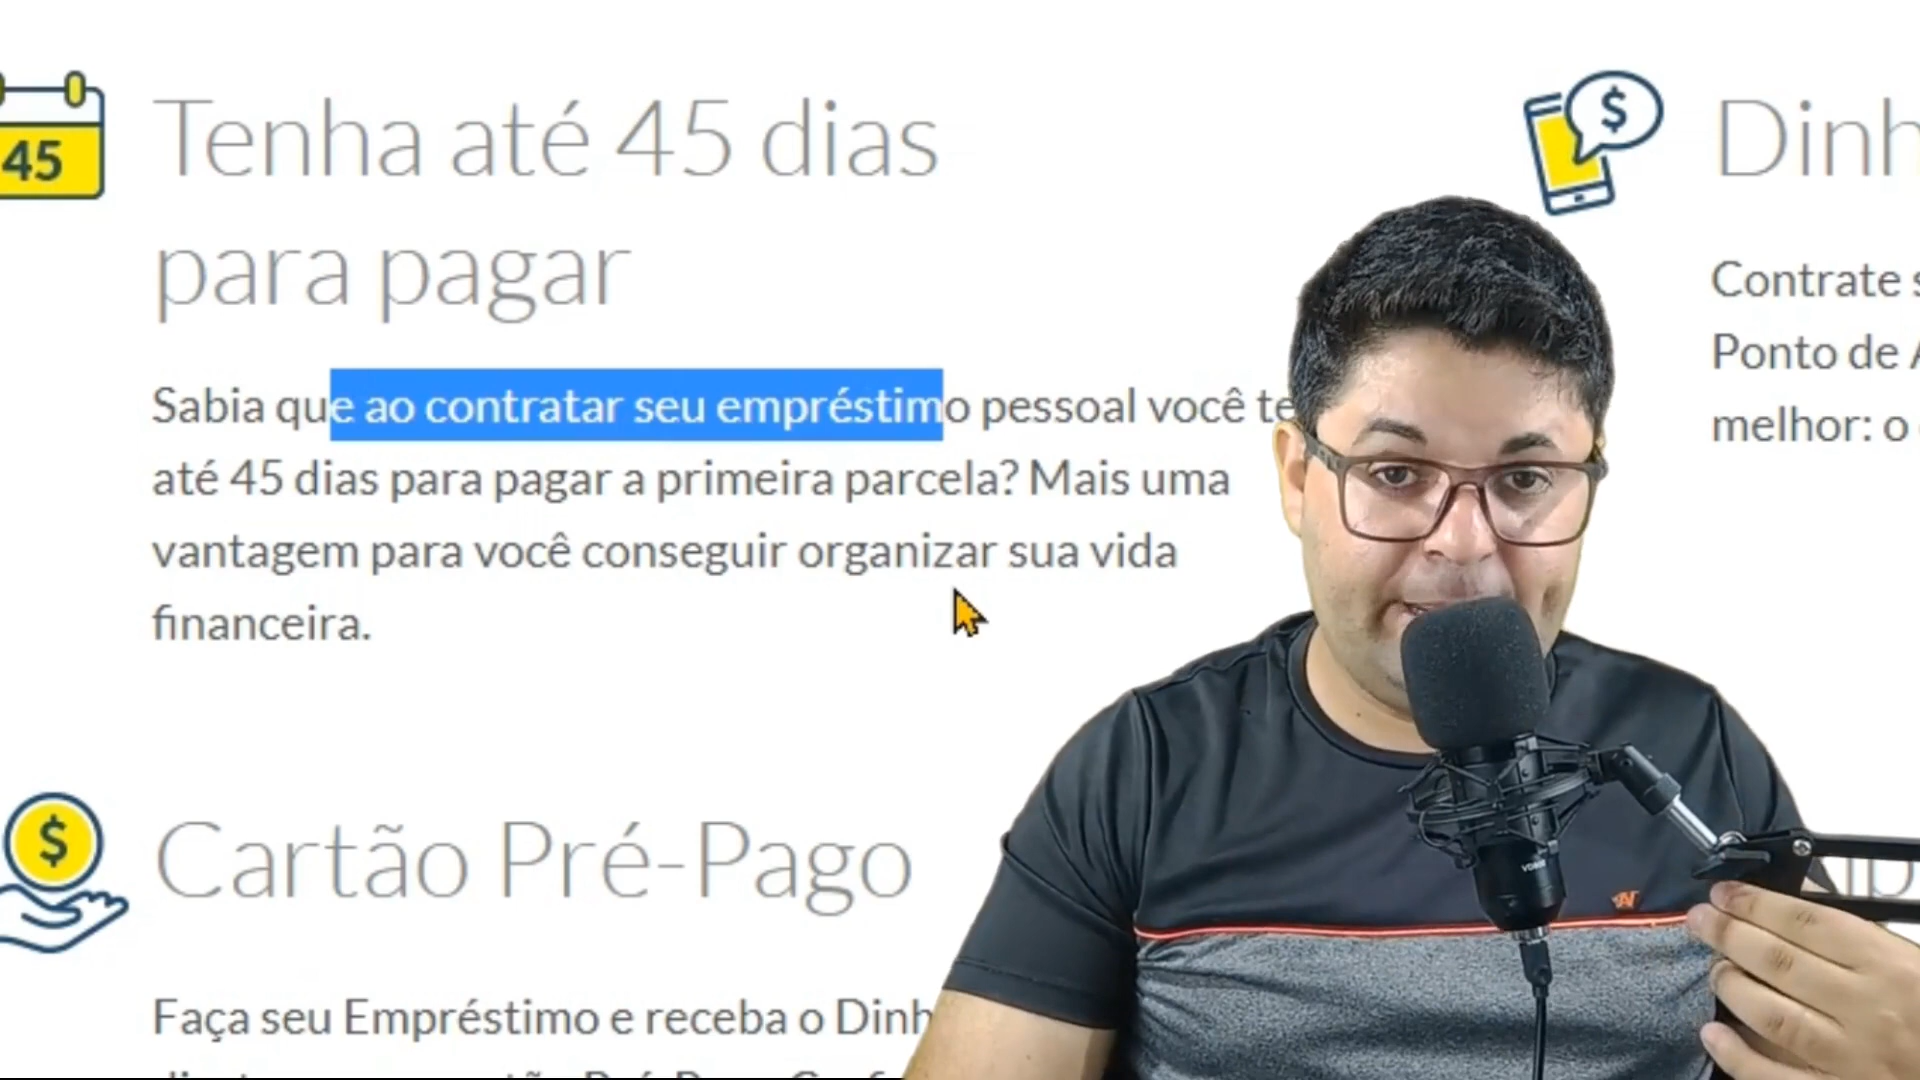 45
Tenha até 45 dias
para pagar
Sabia que ao contratar seu empréstimo pessoal você te
até 45 dias para pagar a primeira parcela? Mais uma
vantagem para você conseguir organizar sua vida
financeira.
$
Dinh
Contrate s
Ponto de A
melhor: o
$
Cartão Pré-Pago
Faça seu Empréstimo e receba o Dinh